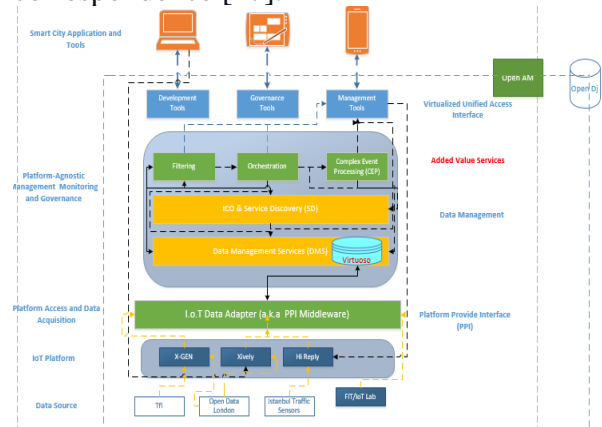 Smart City Application and
Tools
Open AM
Open Dj
Development
Tools
Governance
Tools
Management
Tools
Virtualized Unified Access
Interface
Filtering
Orchestration
Complex Event
Processing (CEP)
Added Value Services
Platform-Agnostic
Management Monitoring
and Governance
ICO & Service Discovery (SD)
Data Management
Data Management Services (DMS)
Virtuoso
Platform Access and Data
Acquisition
I.o.T Data Adapter (a.k.a PPI Middleware)
Platform Provide Interface
(PPI)
IoT Platform
X-GEN
Xively
Hi Reply
Data Source
Tfl
Open Data
London
Istanbul Traffic
Sensors
FIT/IoT Lab